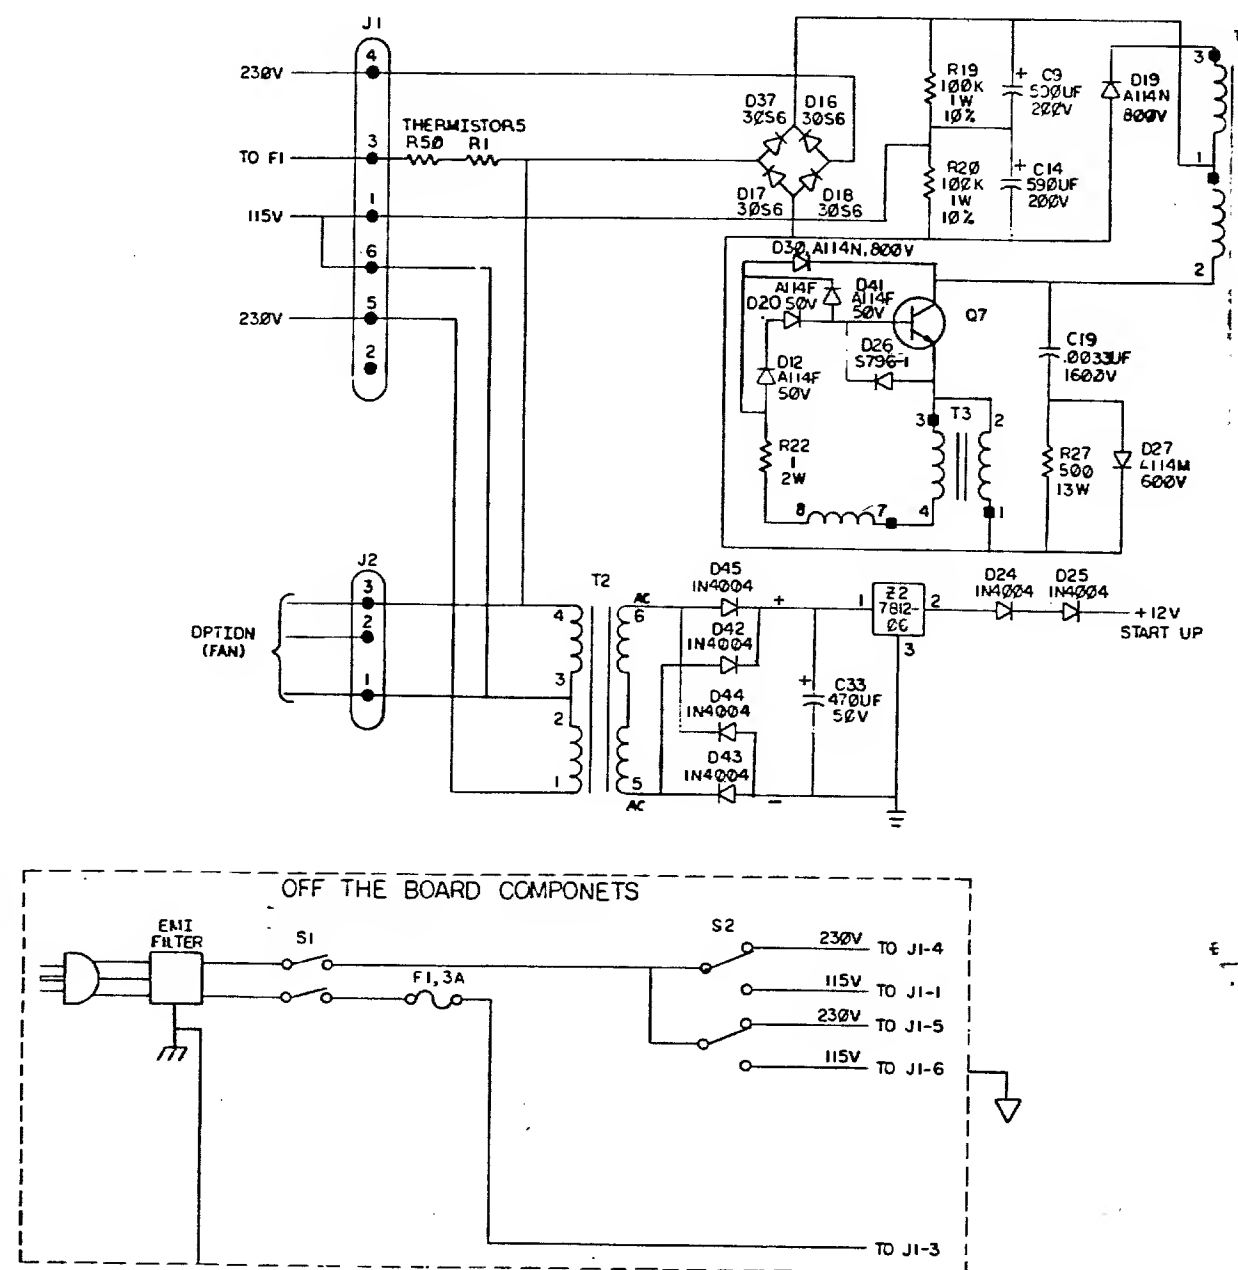 J1
4
230V
3
TO F1
THERMISTORS
R50 R1
1
115V
6
5
230V
2
D37
30S6
D16
30S6
D17
30S6
D18
30S6
R19
100K
1W
10%
+ C9
500UF
200V
D19
A114N
800V
3
1
2
R20
100K
1W
10%
+ C14
590UF
200V
D30, A114N, 800V
A114F
D20 50V
D41
A114F
50V
Q7
D26
S796-1
D12
A114F
50V
C19
.0033UF
1600V
3 T3 2
R22
1
2W
R27
500
13W
D27
A114M
600V
8 7 4 1
J2
3
2
1
OPTION
(FAN)
T2
4
3
2
1
AC
6
5
AC
D45
1N4004
D42
1N4004
D44
1N4004
D43
1N4004
+
-
+ C33
470UF
50V
1 Z2 2
7812-
06
3
D24
1N4004
D25
1N4004
+12V
START UP
OFF THE BOARD COMPONETS
EMI
FILTER
S1
F1, 3A
S2
230V TO J1-4
115V TO J1-1
230V TO J1-5
115V TO J1-6
TO J1-3